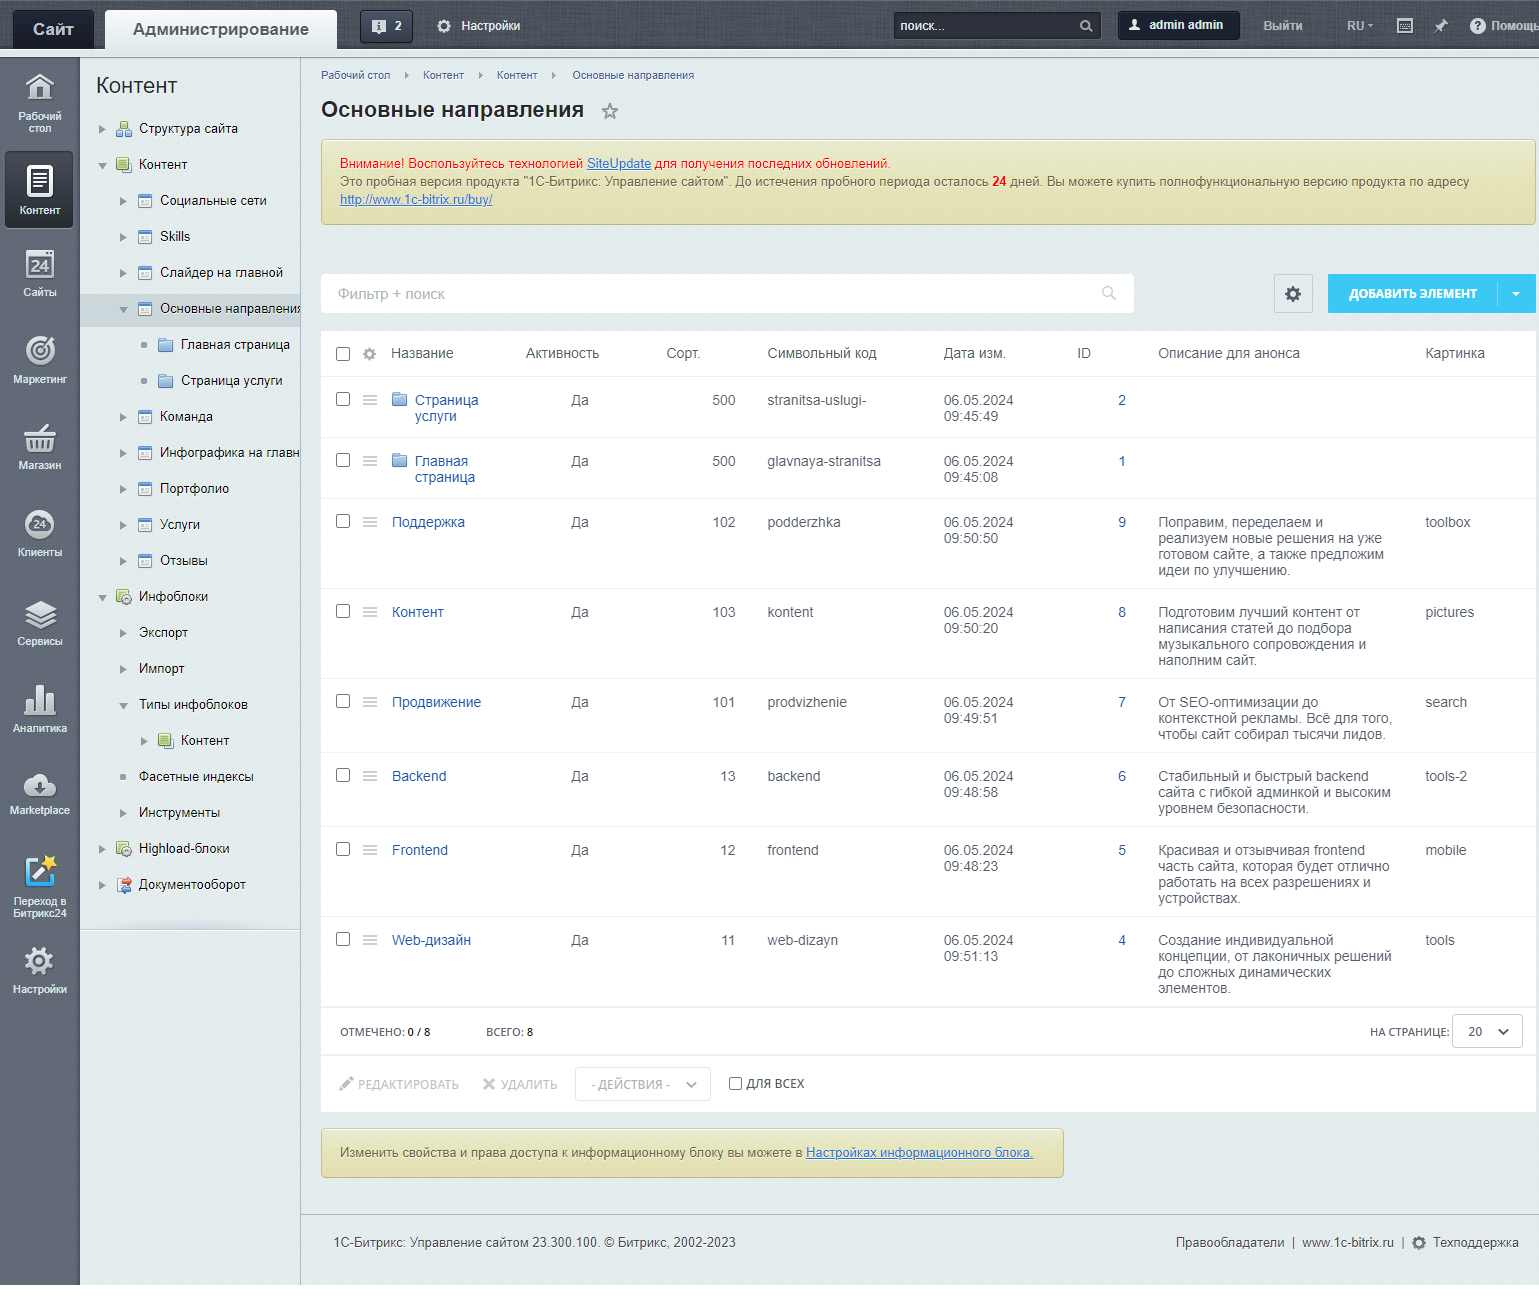 Сайт
Администрирование
2
Настройки
поиск...
admin admin
Выйти
RU
Помощь
Рабочий стол
Контент
24
Сайты
Маркетинг
Магазин
24
Клиенты
Сервисы
Аналитика
Marketplace
Переход в Битрикс24
Настройки
Контент
Структура сайта
Контент
Социальные сети
Skills
Слайдер на главной
Основные направления
Главная страница
Страница услуги
Команда
Инфографика на главн
Портфолио
Услуги
Отзывы
Инфоблоки
Экспорт
Импорт
Типы инфоблоков
Контент
Фасетные индексы
Инструменты
Highload-блоки
Документооборот
Рабочий стол Контент Контент Основные направления
Основные направления
Внимание! Воспользуйтесь технологией SiteUpdate для получения последних обновлений.
Это пробная версия продукта "1С-Битрикс: Управление сайтом". До истечения пробного периода осталось 24 дней. Вы можете купить полнофункциональную версию продукта по адресу
http://www.1c-bitrix.ru/buy/
Фильтр + поиск
ДОБАВИТЬ ЭЛЕМЕНТ
Название Активность Сорт. Символьный код Дата изм. ID Описание для анонса Картинка
Страница услуги Да 500 stranitsa-uslugi- 06.05.2024 09:45:49 2
Главная страница Да 500 glavnaya-stranitsa 06.05.2024 09:45:08 1
Поддержка Да 102 podderzhka 06.05.2024 09:50:50 9 Поправим, переделаем и реализуем новые решения на уже готовом сайте, а также предложим идеи по улучшению. toolbox
Контент Да 103 kontent 06.05.2024 09:50:20 8 Подготовим лучший контент от написания статей до подбора музыкального сопровождения и наполним сайт. pictures
Продвижение Да 101 prodvizhenie 06.05.2024 09:49:51 7 От SEO-оптимизации до контекстной рекламы. Всё для того, чтобы сайт собирал тысячи лидов. search
Backend Да 13 backend 06.05.2024 09:48:58 6 Стабильный и быстрый backend сайта с гибкой админкой и высоким уровнем безопасности. tools-2
Frontend Да 12 frontend 06.05.2024 09:48:23 5 Красивая и отзывчивая frontend часть сайта, которая будет отлично работать на всех разрешениях и устройствах. mobile
Web-дизайн Да 11 web-dizayn 06.05.2024 09:51:13 4 Создание индивидуальной концепции, от лаконичных решений до сложных динамических элементов. tools
ОТМЕЧЕНО: 0 / 8 ВСЕГО: 8 НА СТРАНИЦЕ: 20
РЕДАКТИРОВАТЬ УДАЛИТЬ - ДЕЙСТВИЯ - ДЛЯ ВСЕХ
Изменить свойства и права доступа к информационному блоку вы можете в Настройках информационного блока.
1С-Битрикс: Управление сайтом 23.300.100. © Битрикс, 2002-2023
Правообладатели | www.1c-bitrix.ru | Техподдержка